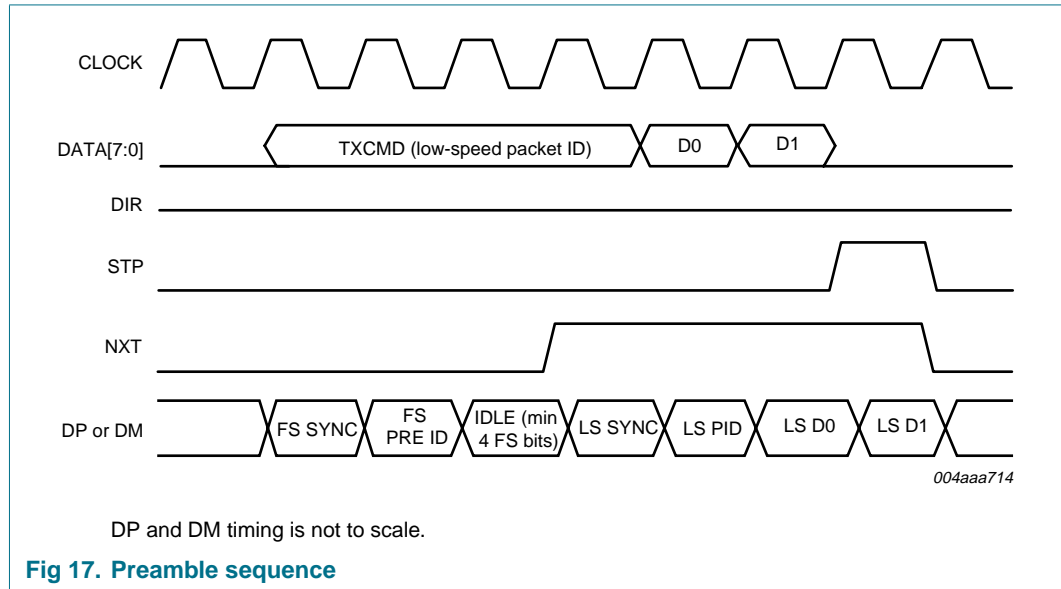 CLOCK
DATA[7:0]
TXCMD (low-speed packet ID)
D0
D1
DIR
STP
NXT
DP or DM
FS SYNC
FS
PRE ID
IDLE (min
4 FS bits)
LS SYNC
LS PID
LS D0
LS D1
004aaa714
DP and DM timing is not to scale.
Fig 17. Preamble sequence